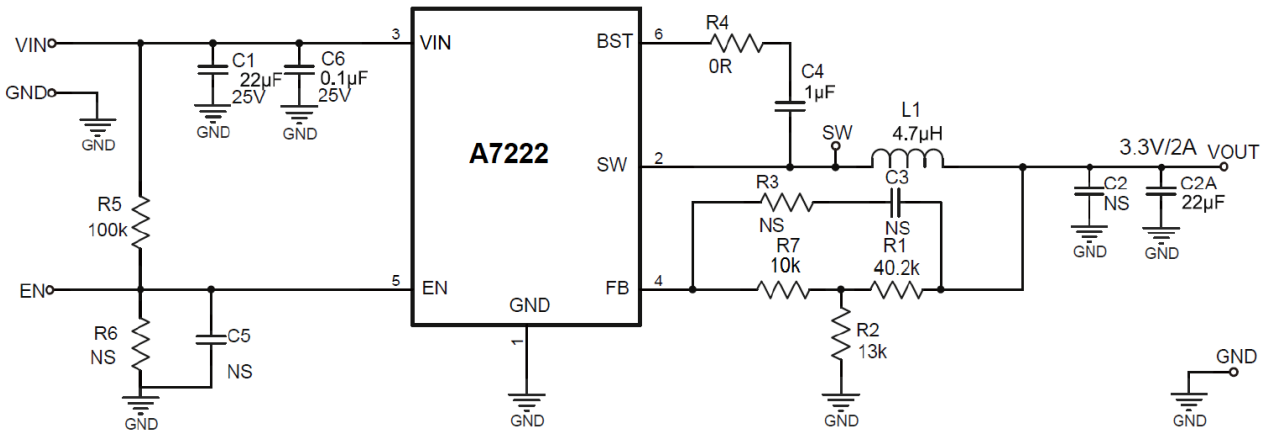 VIN
GND
GND
C1
22µF
25V
GND
C6
0.1µF
25V
GND
R5
100k
EN
R6
NS
C5
NS
GND
3
VIN
5
EN
A7222
GND
1
GND
BST
6
SW
2
FB
4
R4
0R
C4
1µF
SW
L1
4.7µH
3.3V/2A
VOUT
R3
NS
C3
NS
R7
10k
R1
40.2k
R2
13k
GND
C2
NS
GND
C2A
22µF
GND
GND
GND